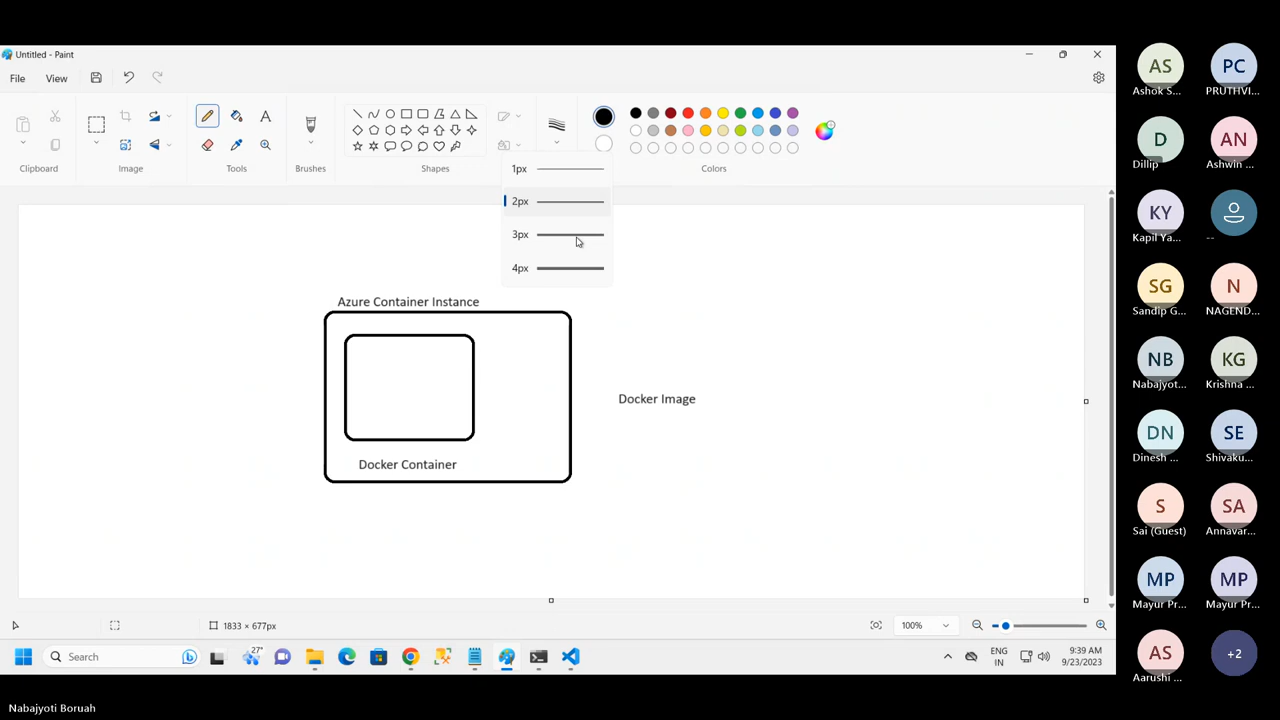 Untitled - Paint
File
View
Clipboard
Image
Tools
Brushes
Shapes
Colors
A
1px
2px
3px
4px
Azure Container Instance
Docker Image
Docker Container
1833 × 677px
100%
27°
Search
ENG
IN
9:39 AM
9/23/2023
AS
Ashok S...
PC
PRUTHVI...
D
Dillip
AN
Ashwin ...
KY
Kapil Ya...
--
SG
Sandip G...
N
NAGEND...
NB
Nabajyot...
KG
Krishna ...
DN
Dinesh ...
SE
Shivaku...
S
Sai (Guest)
SA
Annavar...
MP
Mayur Pr...
MP
Mayur Pr...
AS
Aarushi ...
+2
Nabajyoti Boruah